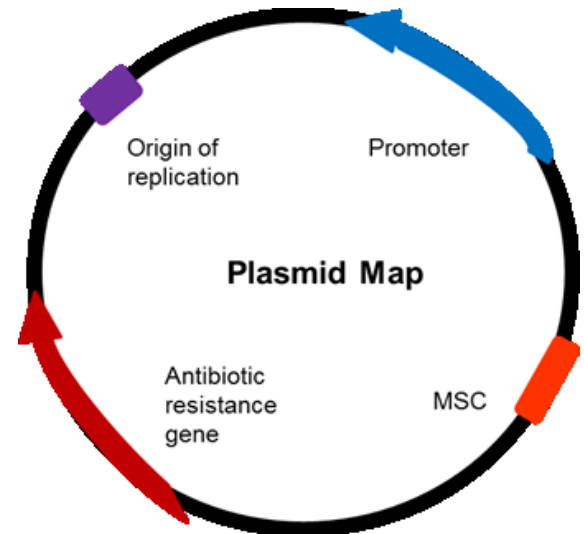 Origin of
replication
Promoter
Plasmid Map
Antibiotic
resistance
gene
MSC